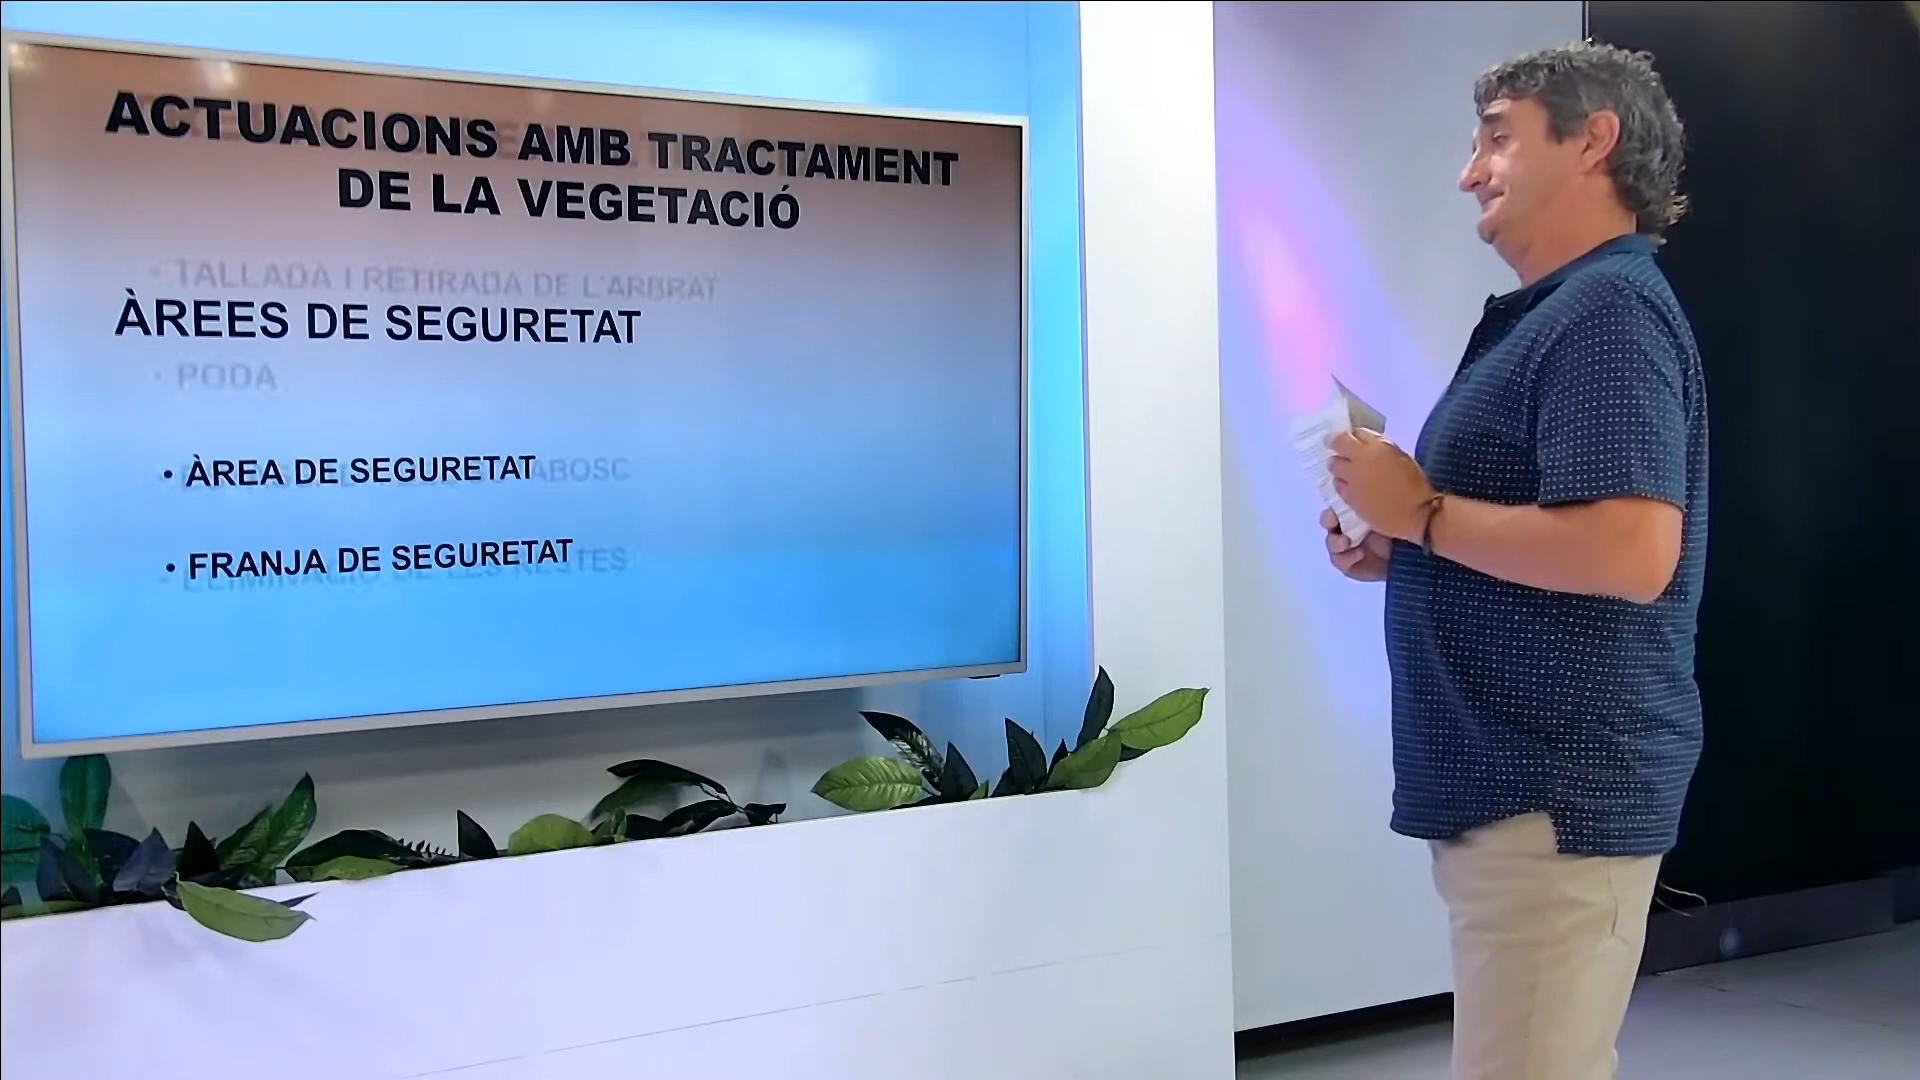 ACTUACIONS AMB TRACTAMENT
DE LA VEGETACIÓ
• TALLADA I RETIRADA DE L'ARBRAT
ÀREES DE SEGURETAT
• PODA
• ÀREA DE SEGURETAT
• FRANJA DE SEGURETAT